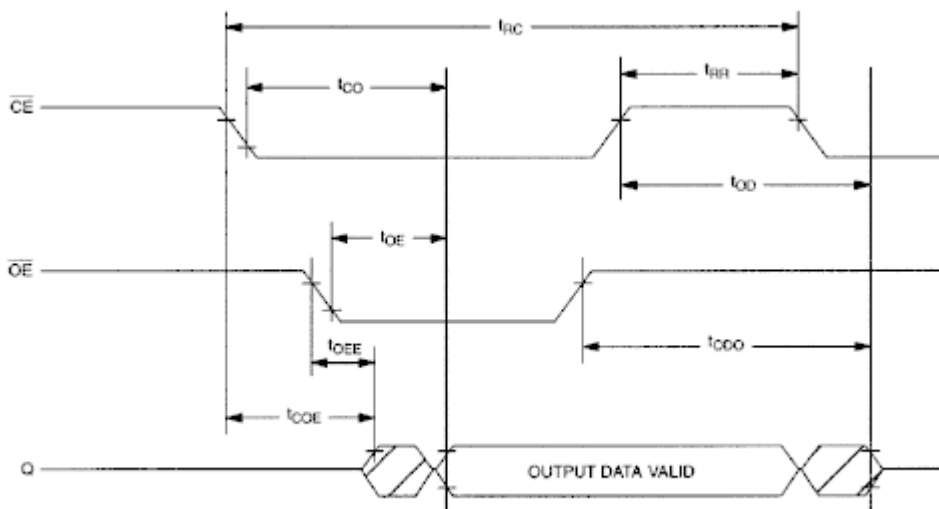 tRC
tCO
tRR
CE
tOD
tOE
OE
tOEE
tODO
tCOE
Q
OUTPUT DATA VALID